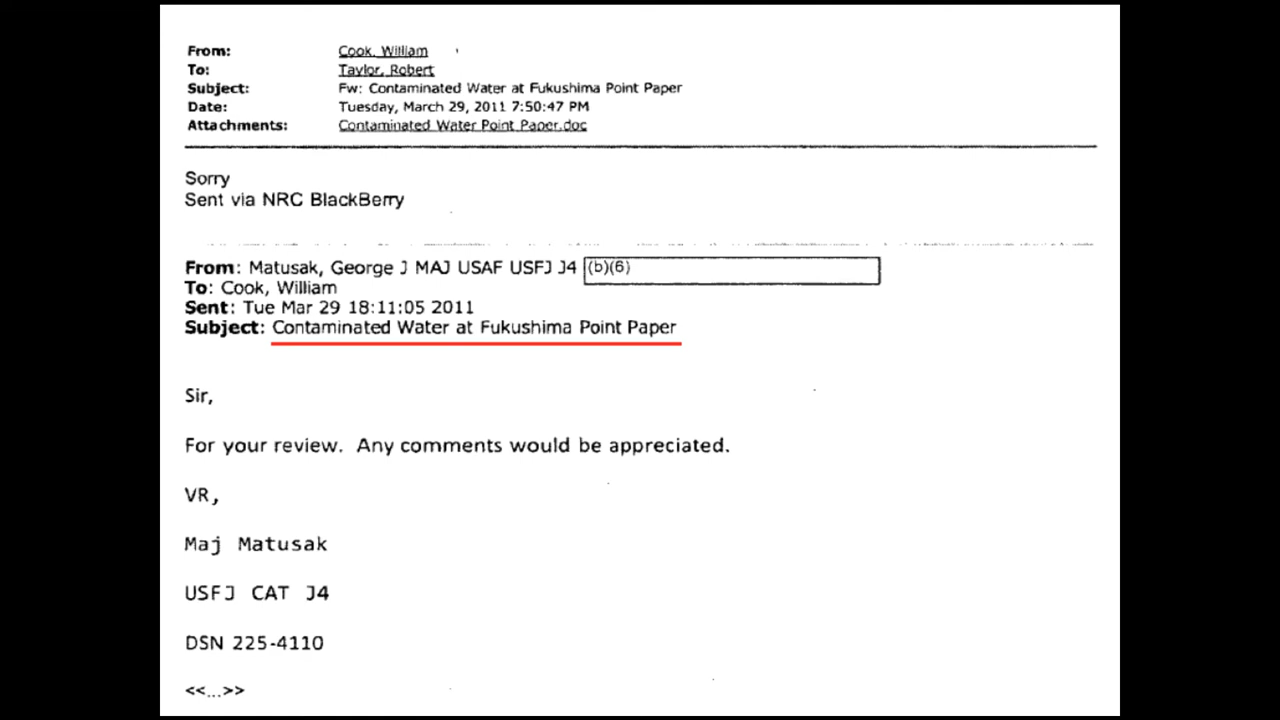 From: Cook, William
To: Taylor, Robert
Subject: Fw: Contaminated Water at Fukushima Point Paper
Date: Tuesday, March 29, 2011 7:50:47 PM
Attachments: Contaminated Water Point Paper.doc
Sorry
Sent via NRC BlackBerry
From: Matusak, George J MAJ USAF USFJ J4 (b)(6)
To: Cook, William
Sent: Tue Mar 29 18:11:05 2011
Subject: Contaminated Water at Fukushima Point Paper
Sir,
For your review. Any comments would be appreciated.
VR,
Maj Matusak
USFJ CAT J4
DSN 225-4110
<<...>>